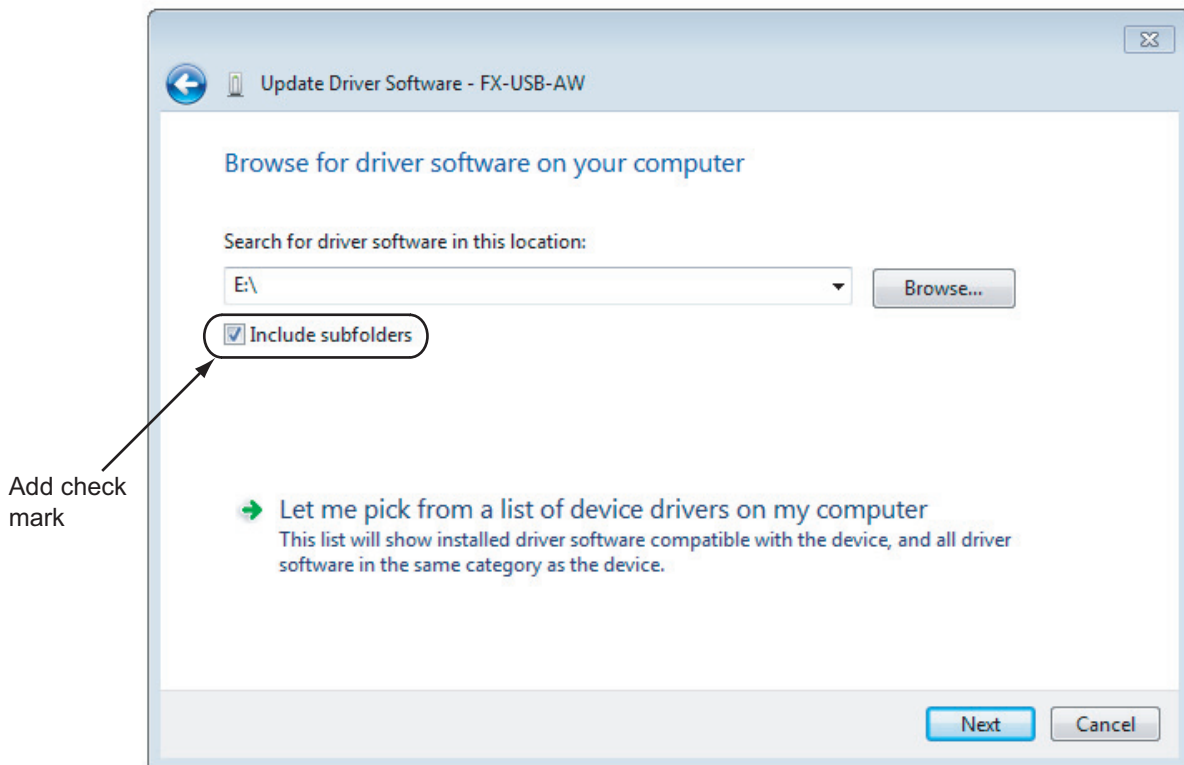 Update Driver Software - FX-USB-AW
Browse for driver software on your computer
Search for driver software in this location:
E:\
Browse...
Include subfolders
Add check
mark
Let me pick from a list of device drivers on my computer
This list will show installed driver software compatible with the device, and all driver
software in the same category as the device.
Next
Cancel